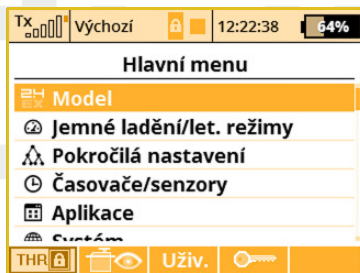 Tx Výchozí 12:22:38 64%
Hlavní menu
Model
Jemné ladění/let. režimy
Pokročilá nastavení
Časovače/senzory
Aplikace
Systém
THR Uživ.